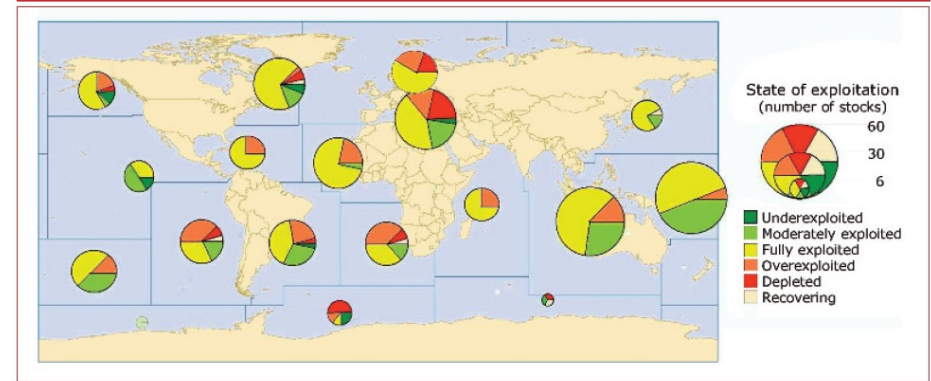 State of exploitation
(number of stocks)
60
30
6
Underexploited
Moderately exploited
Fully exploited
Overexploited
Depleted
Recovering